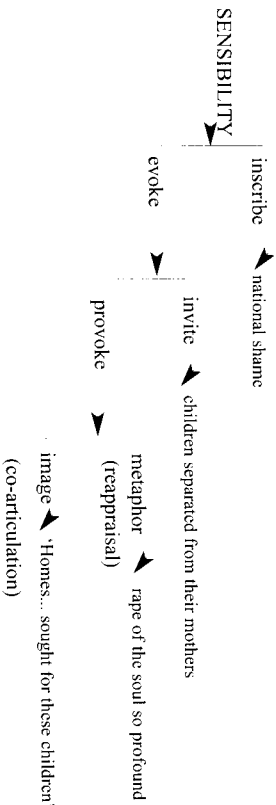 SENSIBILITY
inscribe national shame
evoke
invite children separated from their mothers
provoke
metaphor rape of the soul so profound
(reappraisal)
image 'Homes... sought for these children'
(co-articulation)